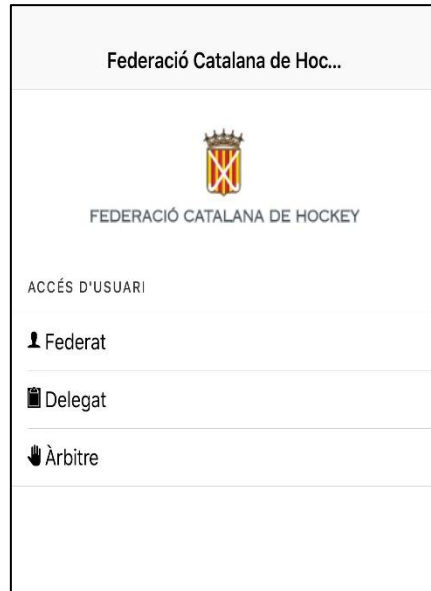 Federació Catalana de Hoc...
FEDERACIÓ CATALANA DE HOCKEY
ACCÉS D'USUARI
Federat
Delegat
Àrbitre